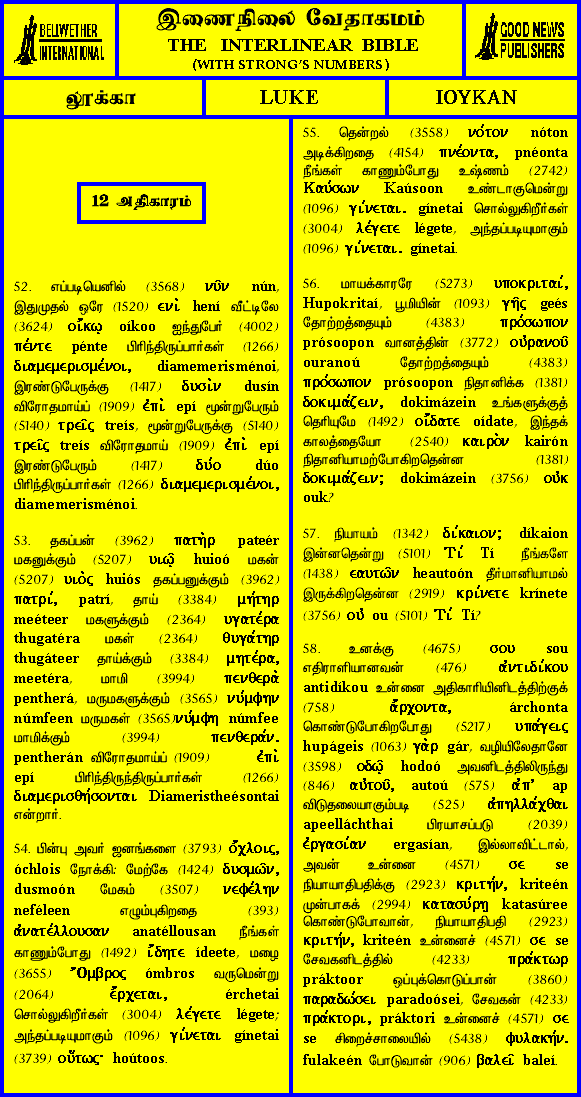 BELLWETHER
INTERNATIONAL
இணைநிலை வேதாகமம்
THE INTERLINEAR BIBLE
(WITH STRONG'S NUMBERS)
GOOD NEWS
PUBLISHERS
லூக்கா
LUKE
ΙΟΥΚΑΝ
12 அதிகாரம்
52. எப்படியெனில் (3568) νῦν nún,
இதுமுதல் ஒரே (1520) ενὶ hení வீட்டிலே
(3624) οἴκῳ oíkoo ஐந்துபேர் (4002)
πέντε pénte பிரிந்திருப்பார்கள் (1266)
διαμεμερισμένοι, diamemerisménoi,
இரண்டுபேருக்கு (1417) δυσὶν dusín
விரோதமாய்ப் (1909) ἐπὶ epí மூன்றுபேரும்
(5140) τρεῖς treís, மூன்றுபேருக்கு (5140)
τρεῖς treís விரோதமாய் (1909) ἐπὶ epí
இரண்டுபேரும் (1417) δύο dúo
பிரிந்திருப்பார்கள் (1266) διαμεμερισμένοι,
diamemerisménoi.
53. தகப்பன் (3962) πατὴρ pateér
மகனுக்கும் (5207) υιῷ huioó மகன்
(5207) υιὸς huiós தகப்பனுக்கும் (3962)
πατρί, patrí, தாய் (3384) μήτηρ
meéteer மகளுக்கும் (2364) υγατέρα
thugatéra மகள் (2364) θυγάτηρ
thugáteer தாய்க்கும் (3384) μητέρα,
meetéra, மாமி (3994) πενθερὰ
pentherá, மருமகளுக்கும் (3565) νύμφην
númfeen மருமகள் (3565)νύμφη númfee
மாமிக்கும் (3994) πενθεράν.
pentherán விரோதமாய்ப் (1909) ἐπὶ
epí பிரிந்திருந்திருப்பார்கள் (1266)
διαμερισθήσονται Diameristheésontai
என்றார்.
54. பின்பு அவர் ஜனங்களை (3793) ὄχλοις,
óchlois நோக்கி: மேற்கே (1424) δυσμῶν,
dusmoón மேகம் (3507) νεφέλην
neféleen எழும்புகிறதை (393)
ἀνατέλλουσαν anatéllousan நீங்கள்
காணும்போது (1492) ἴδητε ídeete, மழை
(3655) Ὄμβρος ómbros வருமென்று
(2064) ἔρχεται, érchetai
சொல்லுகிறீர்கள் (3004) λέγετε légete;
அந்தப்படியுமாகும் (1096) γίνεται gínetai
(3739) οὕτως· hoútoos.
55. தென்றல் (3558) νότον nóton
அடிக்கிறதை (4154) πνέοντα, pnéonta
நீங்கள் காணும்போது உஷ்ணம் (2742)
Καύσων Kaúsoon உண்டாகுமென்று
(1096) γίνεται. gínetai சொல்லுகிறீர்கள்
(3004) λέγετε légete, அந்தப்படியுமாகும்
(1096) γίνεται. gínetai.
56. மாயக்காரரே (5273) υποκριταί,
Hupokritaí, பூமியின் (1093) γῆς geés
தோற்றத்தையும் (4383) πρόσωπον
prósoopon வானத்தின் (3772) οὐρανοῦ
ouranoú தோற்றத்தையும் (4383)
πρόσωπον prósoopon நிதானிக்க (1381)
δοκιμάζειν, dokimázein உங்களுக்குத்
தெரியுமே (1492) οἴδατε oídate, இந்தக்
காலத்தையோ (2540) καιρὸν kairón
நிதானியாமற்போகிறதென்ன (1381)
δοκιμάζειν; dokimázein (3756) οὐκ
ouk?
57. நியாயம் (1342) δίκαιον; díkaion
இன்னதென்று (5101) Τί Tí நீங்களே
(1438) εαυτῶν heautoón தீர்மானியாமல்
இருக்கிறதென்ன (2919) κρίνετε krínete
(3756) οὐ ou (5101) Τί Tí?
58. உனக்கு (4675) σου sou
எதிராளியானவன் (476) ἀντιδίκου
antidíkou உன்னை அதிகாரியினிடத்திற்குக்
(758) ἄρχοντα, árchonta
கொண்டுபோகிறபோது (5217) υπάγεις
hupágeis (1063) γὰρ gár, வழியிலேதானே
(3598) οδῷ hodoó அவனிடத்திலிருந்து
(846) αὐτοῦ, autoú (575) ἀπ' ap
விடுதலையாகும்படி (525) ἀπηλλάχθαι
apeelláchthai பிரயாசப்படு (2039)
ἐργασίαν ergasían, இல்லாவிட்டால்,
அவன் உன்னை (4571) σε se
நியாயாதிபதிக்கு (2923) κριτήν, kriteén
முன்பாகக் (2994) κατασύρη katasúree
கொண்டுபோவான், நியாயாதிபதி (2923)
κριτήν, kriteén உன்னைச் (4571) σε se
சேவகனிடத்தில் (4233) πράκτωρ
práktoor ஒப்புக்கொடுப்பான் (3860)
παραδώσει paradoósei, சேவகன் (4233)
πράκτορι, práktori உன்னைச் (4571) σε
se சிறைச்சாலையில் (5438) φυλακήν.
fulakeén போடுவான் (906) βαλεῖ baleí.